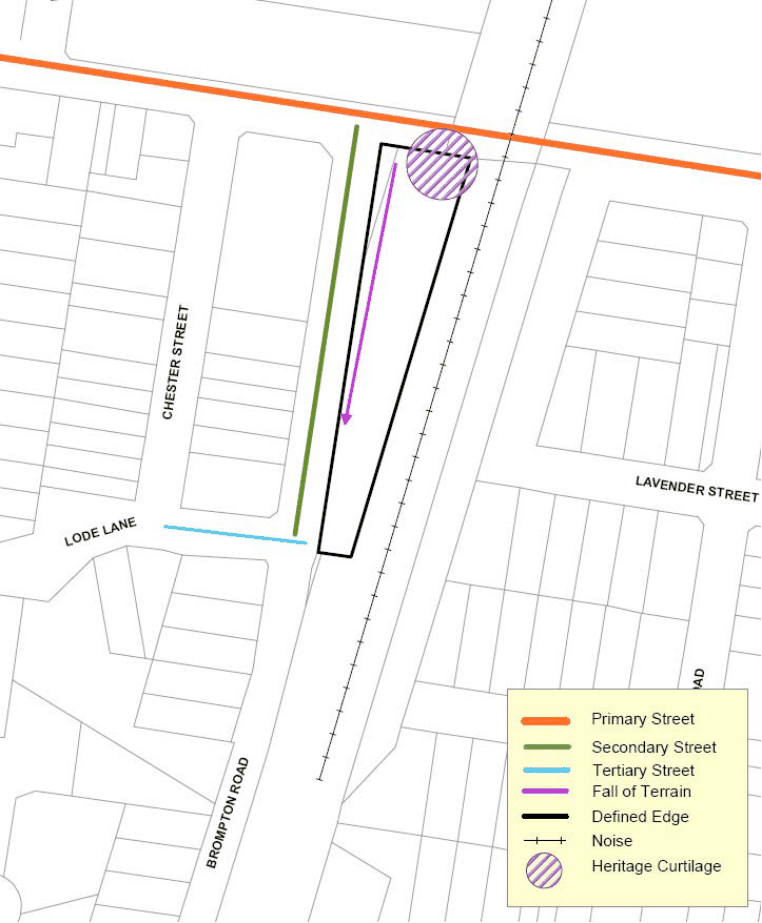 CHESTER STREET
LAVENDER STREET
LODE LANE
BROMPTON ROAD
Primary Street
Secondary Street
Tertiary Street
Fall of Terrain
Defined Edge
Noise
Heritage Curtilage